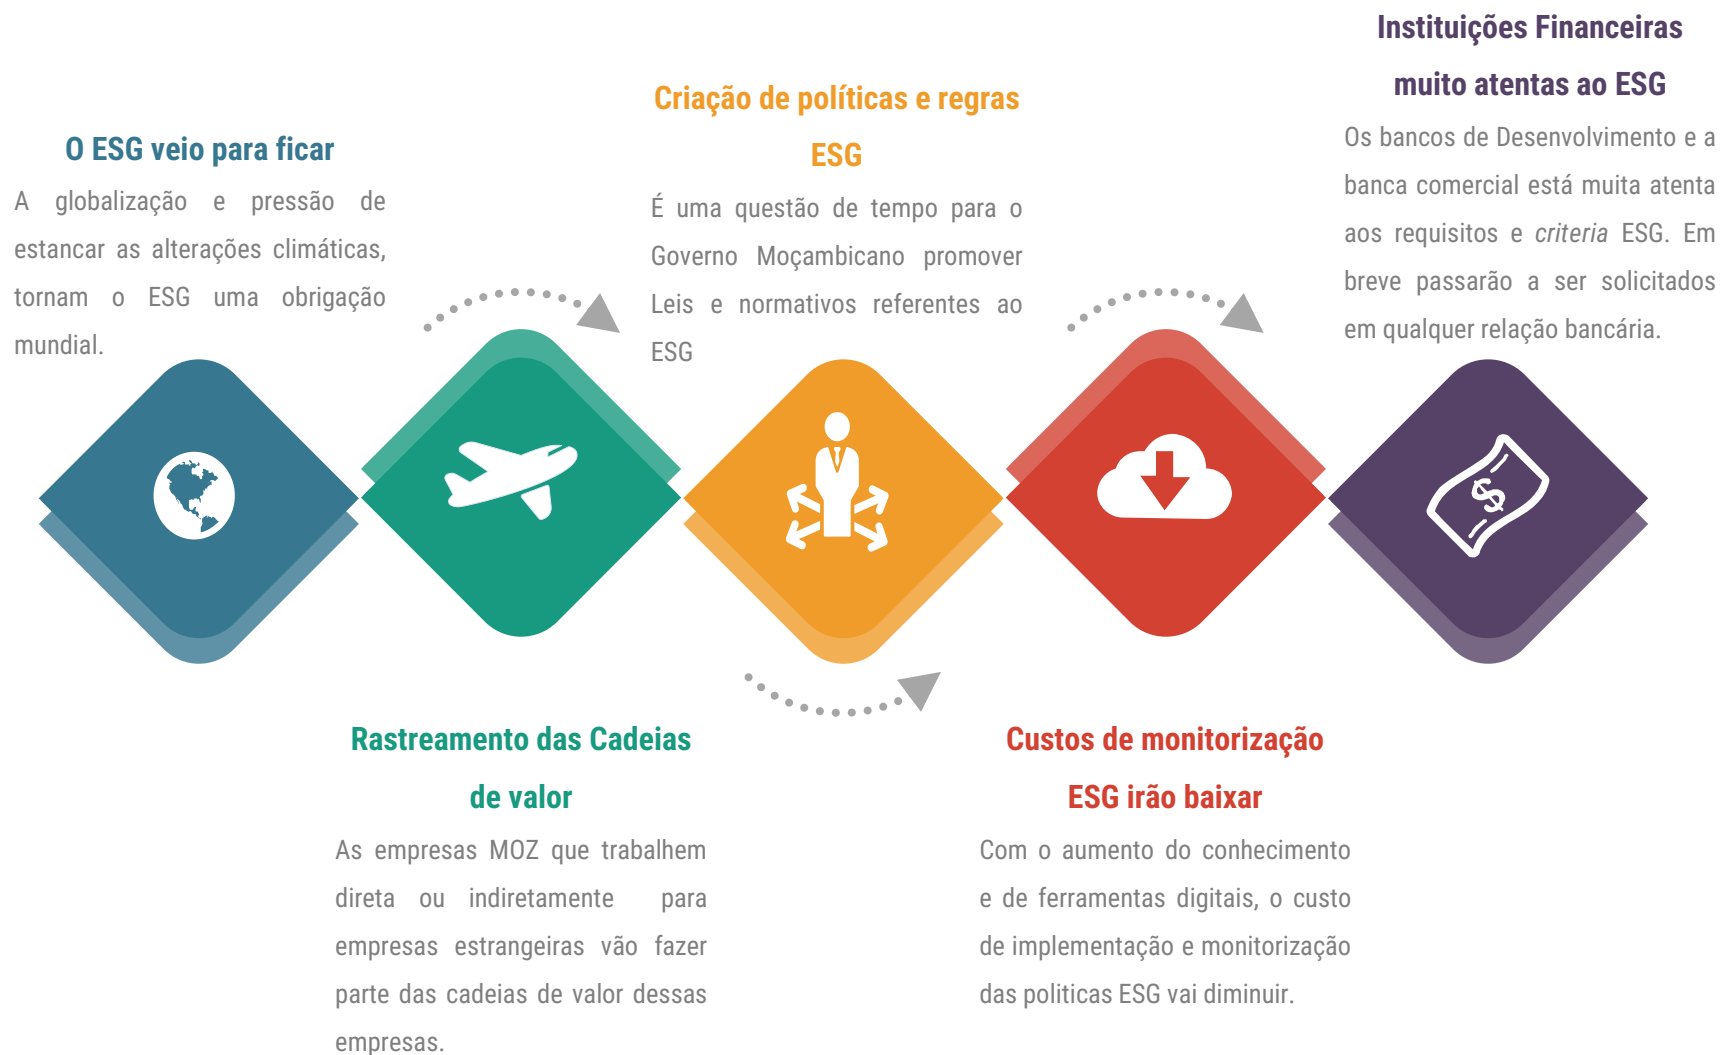 O ESG veio para ficar
A globalização e pressão de
estancar as alterações climáticas,
tornam o ESG uma obrigação
mundial.
Rastreamento das Cadeias
de valor
As empresas MOZ que trabalhem
direta ou indiretamente para
empresas estrangeiras vão fazer
parte das cadeias de valor dessas
empresas.
Criação de políticas e regras
ESG
É uma questão de tempo para o
Governo Moçambicano promover
Leis e normativos referentes ao
ESG
Custos de monitorização
ESG irão baixar
Com o aumento do conhecimento
e de ferramentas digitais, o custo
de implementação e monitorização
das politicas ESG vai diminuir.
Instituições Financeiras
muito atentas ao ESG
Os bancos de Desenvolvimento e a
banca comercial está muita atenta
aos requisitos e criteria ESG. Em
breve passarão a ser solicitados
em qualquer relação bancária.
$